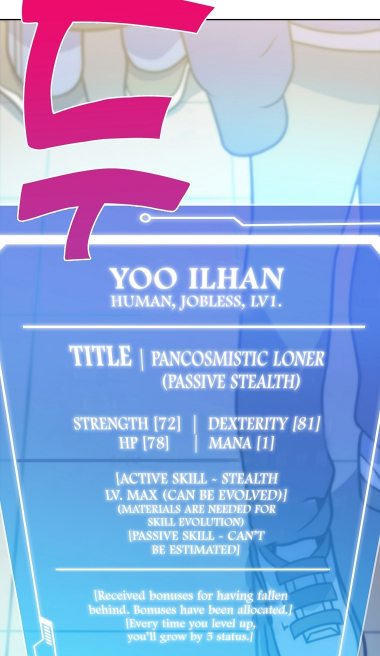 두
YOO ILHAN
HUMAN, JOBLESS, LV1.
TITLE | PANCOSMISTIC LONER
(PASSIVE STEALTH)
STRENGTH [72] | DEXTERITY [81]
HP [78] | MANA [1]
[ACTIVE SKILL - STEALTH
LV. MAX (CAN BE EVOLVED)]
(MATERIALS ARE NEEDED FOR
SKILL EVOLUTION)
[PASSIVE SKILL - CAN'T
BE ESTIMATED]
[Received bonuses for having fallen
behind. Bonuses have been allocated.]
[Every time you level up,
you'll grow by 5 status.]